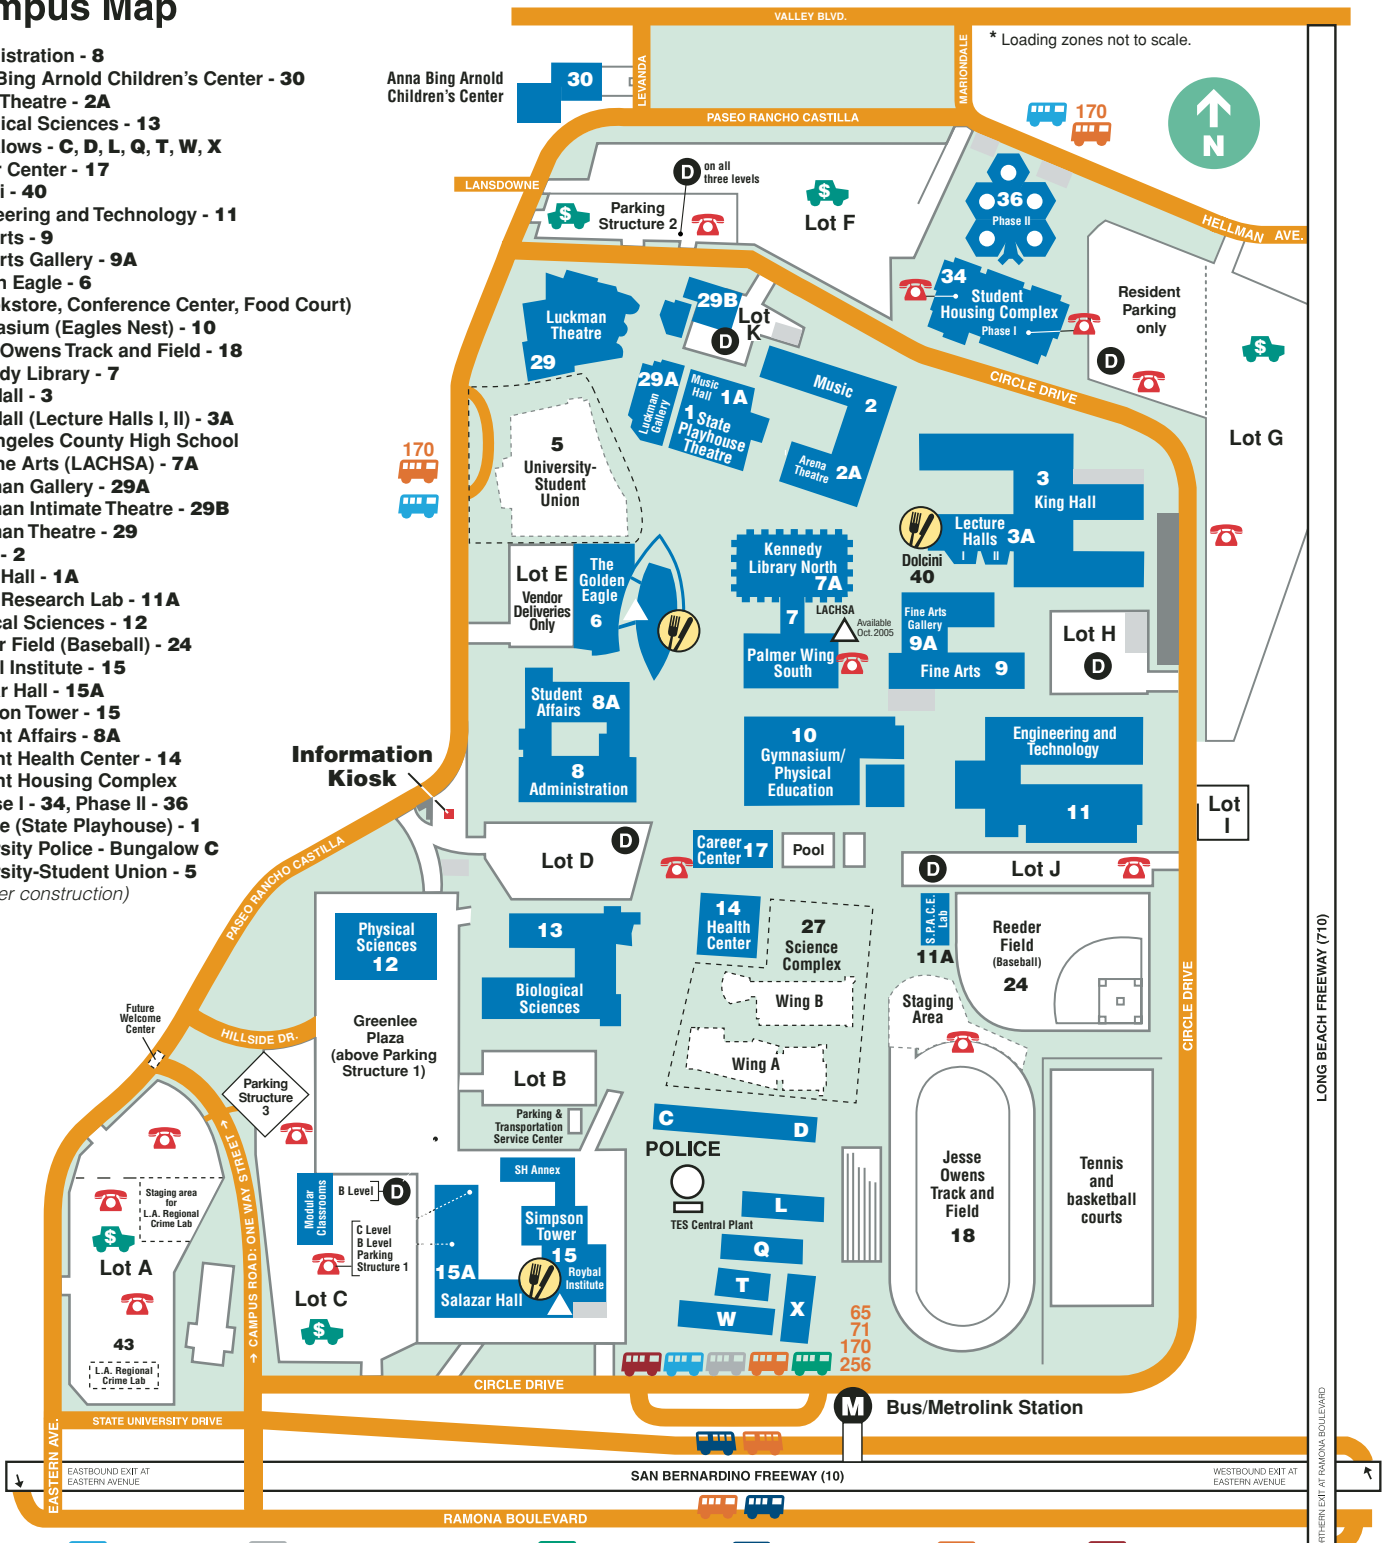 mpus Map
istration - 8
Bing Arnold Children's Center - 30
Theatre - 2A
ical Sciences - 13
alows - C, D, L, Q, T, W, X
r Center - 17
i - 40
eering and Technology - 11
rts - 9
rts Gallery - 9A
n Eagle - 6
kstore, Conference Center, Food Court)
asium (Eagles Nest) - 10
Owens Track and Field - 18
dy Library - 7
Hall - 3
Hall (Lecture Halls I, II) - 3A
ngeles County High School
ne Arts (LACHSA) - 7A
nan Gallery - 29A
nan Intimate Theatre - 29B
nan Theatre - 29
- 2
Hall - 1A
Research Lab - 11A
cal Sciences - 12
r Field (Baseball) - 24
l Institute - 15
r Hall - 15A
on Tower - 15
nt Affairs - 8A
nt Health Center - 14
nt Housing Complex
se I - 34, Phase II - 36
e (State Playhouse) - 1
rsity Police - Bungalow C
rsity-Student Union - 5
er construction)
VALLEY BLVD.
* Loading zones not to scale.
LEVANDA
MARIONDALE
Anna Bing Arnold
Children's Center
30
PASEO RANCHO CASTILLA
170
N
LANSDOWNE
D on all
three levels
$
$
Parking
Structure 2
Lot F
36
Phase II
HELLMAN AVE.
34
Student
Housing Complex
Phase I
Resident
Parking
only
D
$
Luckman
Theatre
29
29B
Lot
K
D
CIRCLE DRIVE
29A
Luckman
Gallery
Music
Hall 1A
1 State
Playhouse
Theatre
Music
2
Arena
Theatre 2A
Lot G
170
5
University-
Student
Union
3
King Hall
Lecture
Halls 3A
I II
Dolcini
40
Lot E
Vendor
Deliveries
Only
The
Golden
Eagle
6
Kennedy
Library North
7A
7
LACHSA
Available
Oct. 2005
Palmer Wing
South
Fine Arts
Gallery
9A
Fine Arts 9
Lot H
D
Student
Affairs 8A
8
Administration
10
Gymnasium/
Physical
Education
Engineering and
Technology
11
Information
Kiosk
Lot
I
PASEO RANCHO CASTILLA
Lot D
D
Career
Center 17
Pool
D
Lot J
Physical
Sciences
12
13
Biological
Sciences
14
Health
Center
27
Science
Complex
Wing B
Wing A
S.P.A.C.E.
Lab
11A
Reeder
Field
(Baseball)
24
Staging
Area
CIRCLE DRIVE
LONG BEACH FREEWAY (710)
Future
Welcome
Center
HILLSIDE DR.
Greenlee
Plaza
(above Parking
Structure 1)
Parking
Structure
3
Lot B
Parking &
Transportation
Service Center
C
D
POLICE
TES Central Plant
L
Q
T
W
X
Jesse
Owens
Track and
Field
18
Tennis
and
basketball
courts
CAMPUS ROAD: ONE WAY STREET
Staging area
for
L.A. Regional
Crime Lab
$
Lot A
43
L.A. Regional
Crime Lab
Modular
Classrooms
B Level
D
C Level
B Level
Parking
Structure 1
Lot C
$
SH Annex
Simpson
Tower
15
Roybal
Institute
15A
Salazar Hall
65
71
170
256
CIRCLE DRIVE
M
Bus/Metrolink Station
STATE UNIVERSITY DRIVE
EASTERN AVE.
EASTBOUND EXIT AT
EASTERN AVENUE
SAN BERNARDINO FREEWAY (10)
WESTBOUND EXIT AT
EASTERN AVENUE
RTHERN EXIT AT RAMONA BOULEVARD
RAMONA BOULEVARD